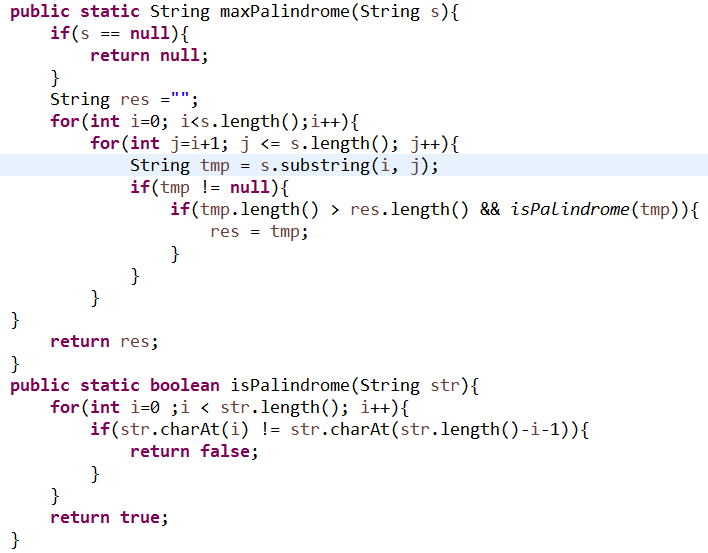 public static String maxPalindrome(String s){
    if(s == null){
        return null;
    }
    String res ="";
    for(int i=0; i<s.length();i++){
        for(int j=i+1; j <= s.length(); j++){
            String tmp = s.substring(i, j);
            if(tmp != null){
                if(tmp.length() > res.length() && isPalindrome(tmp)){
                    res = tmp;
                }
            }
        }
}
    return res;
}
public static boolean isPalindrome(String str){
    for(int i=0 ;i < str.length(); i++){
        if(str.charAt(i) != str.charAt(str.length()-i-1)){
            return false;
        }
    }
    return true;
}